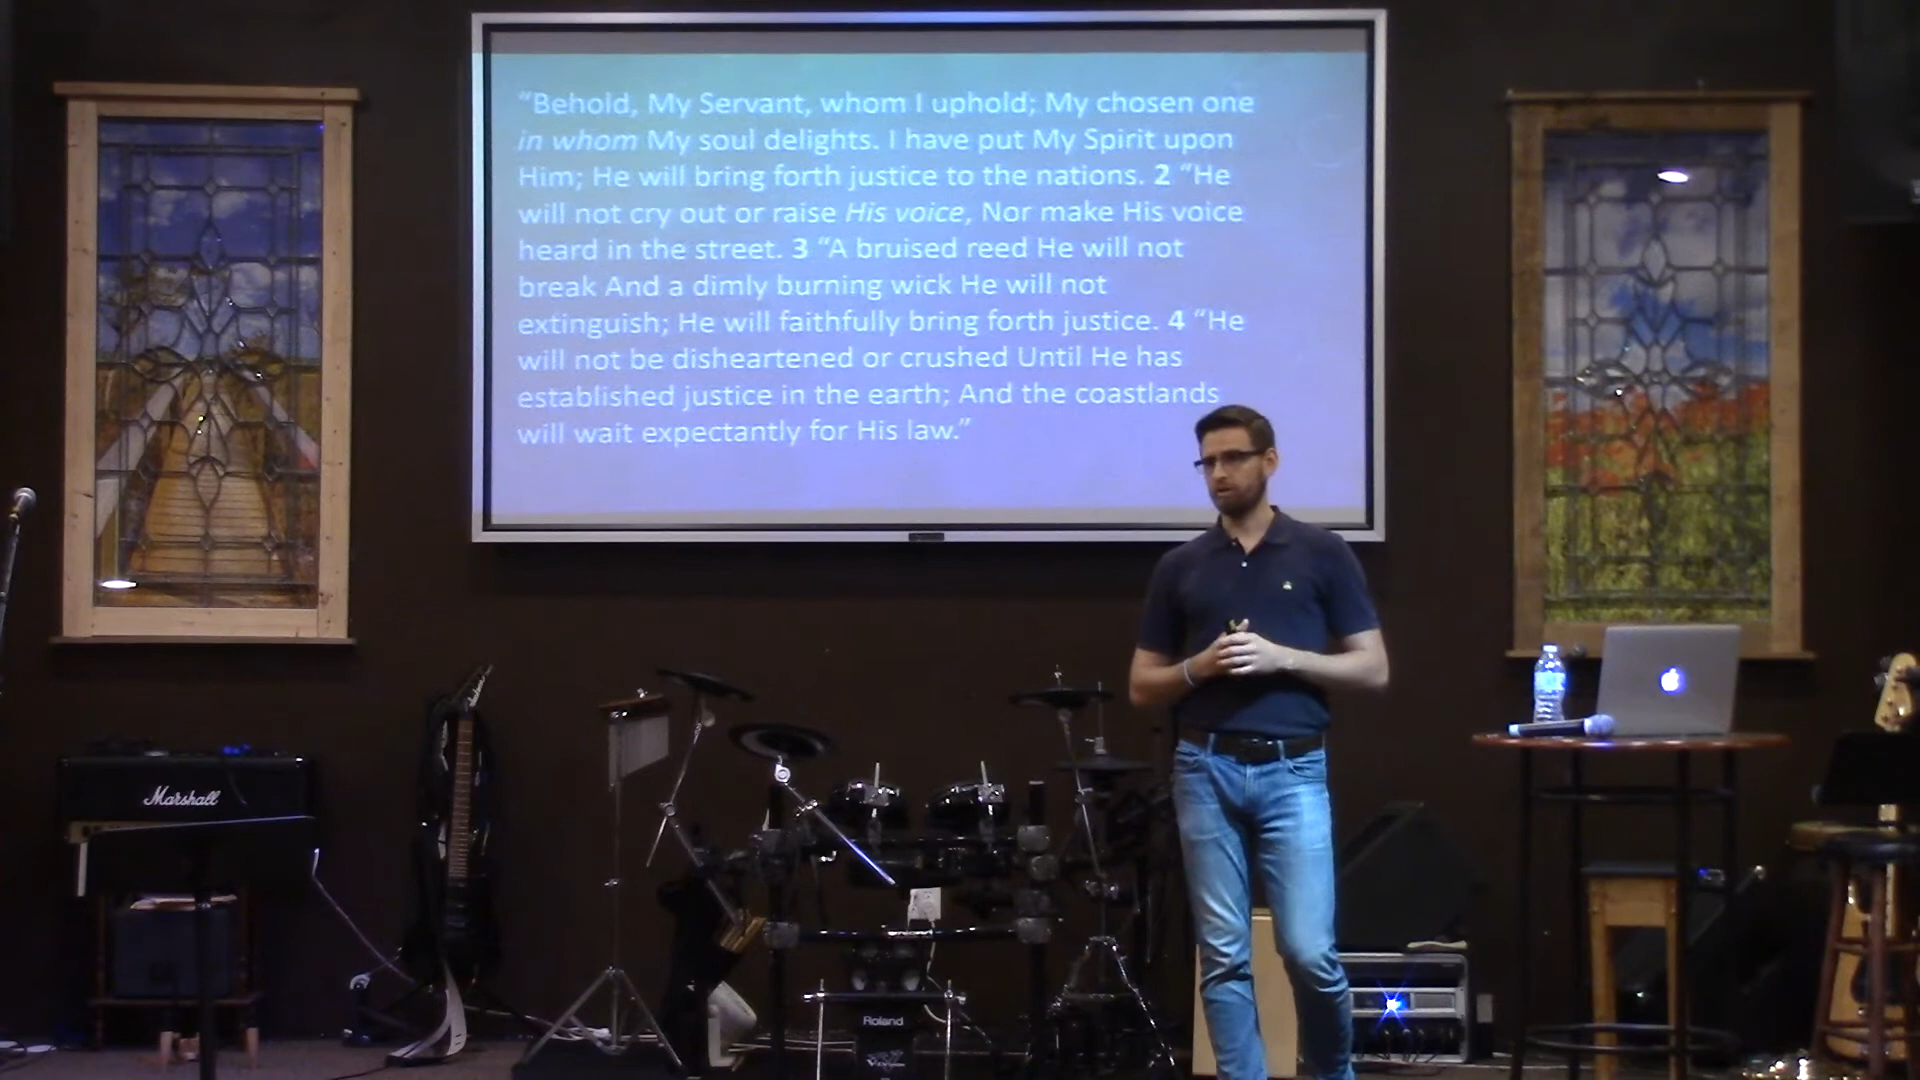 “Behold, My Servant, whom I uphold; My chosen one
in whom My soul delights. I have put My Spirit upon
Him; He will bring forth justice to the nations. 2 “He
will not cry out or raise His voice, Nor make His voice
heard in the street. 3 “A bruised reed He will not
break And a dimly burning wick He will not
extinguish; He will faithfully bring forth justice. 4 “He
will not be disheartened or crushed Until He has
established justice in the earth; And the coastlands
will wait expectantly for His law.”
Marshall
Roland